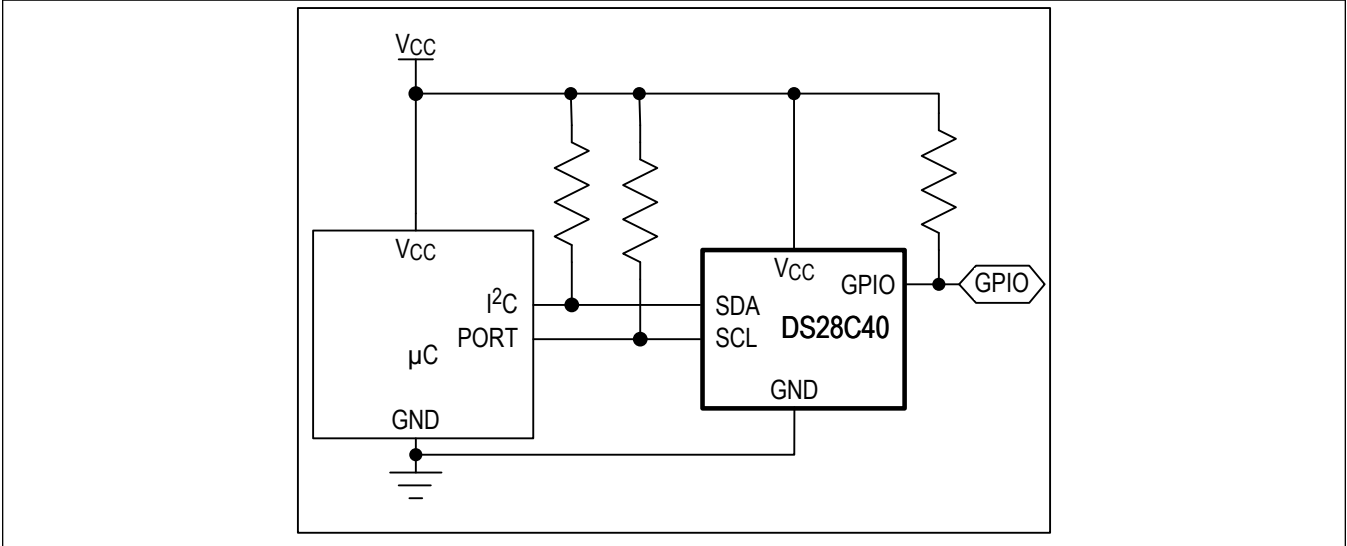 VCC
VCC
I²C
PORT
µC
GND
VCC
GPIO
SDA
SCL
DS28C40
GND
GPIO